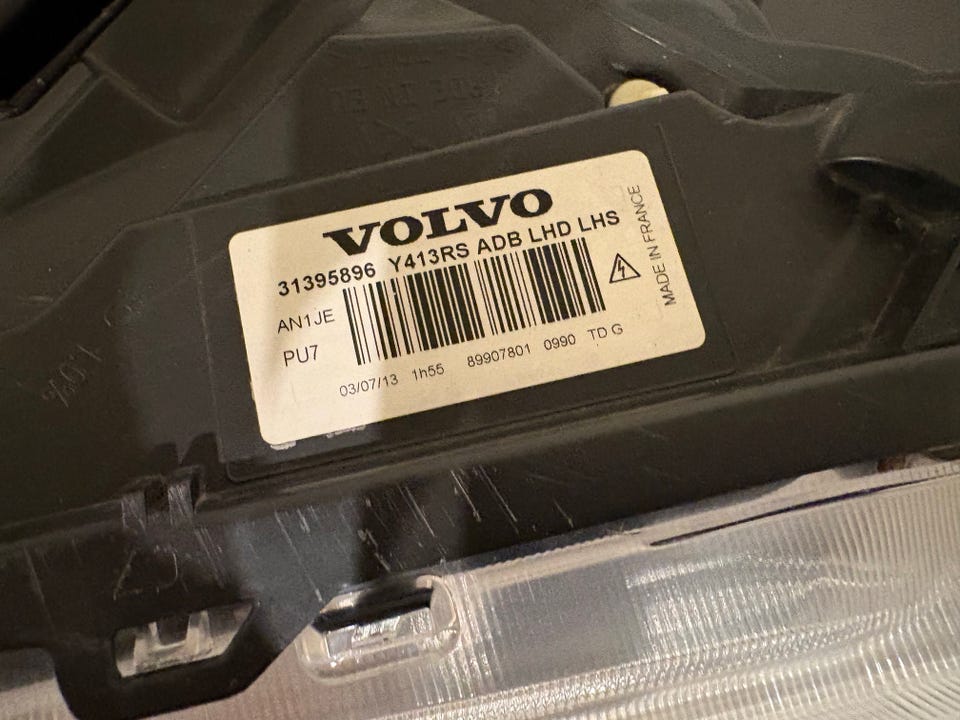 VOLVO
31395896 Y413RS ADB LHD LHS
AN1JE
PU7
03/07/13 1h55 89907801 0990 TD G
MADE IN FRANCE